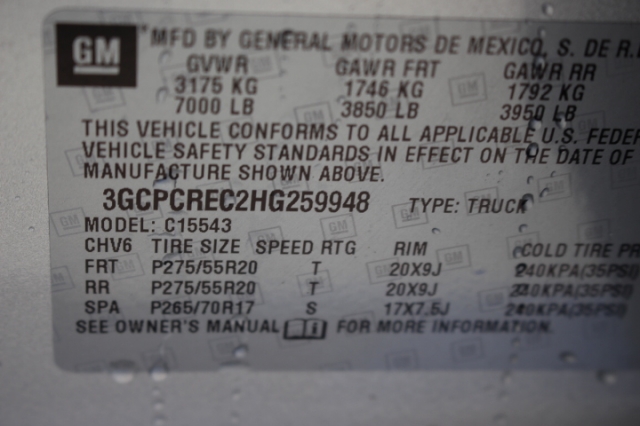 GM
*MFD BY GENERAL MOTORS DE MEXICO, S. DE R.
GVWR GAWR FRT GAWR RR
3175 KG 1746 KG 1792 KG
7000 LB 3850 LB 3950 LB
THIS VEHICLE CONFORMS TO ALL APPLICABLE U.S. FEDER
VEHICLE SAFETY STANDARDS IN EFFECT ON THE DATE OF
MANUFACTURE SHOWN ABOVE.
3GCPCREC2HG259948 TYPE: TRUCK
MODEL: C15543
CHV6 TIRE SIZE SPEED RTG RIM COLD TIRE PR
FRT P275/55R20 T 20X9J 240KPA(35PSI)
RR P275/55R20 T 20X9J 240KPA(35PSI)
SPA P265/70R17 S 17X7.5J 240KPA(35PSI)
SEE OWNER'S MANUAL FOR MORE INFORMATION.